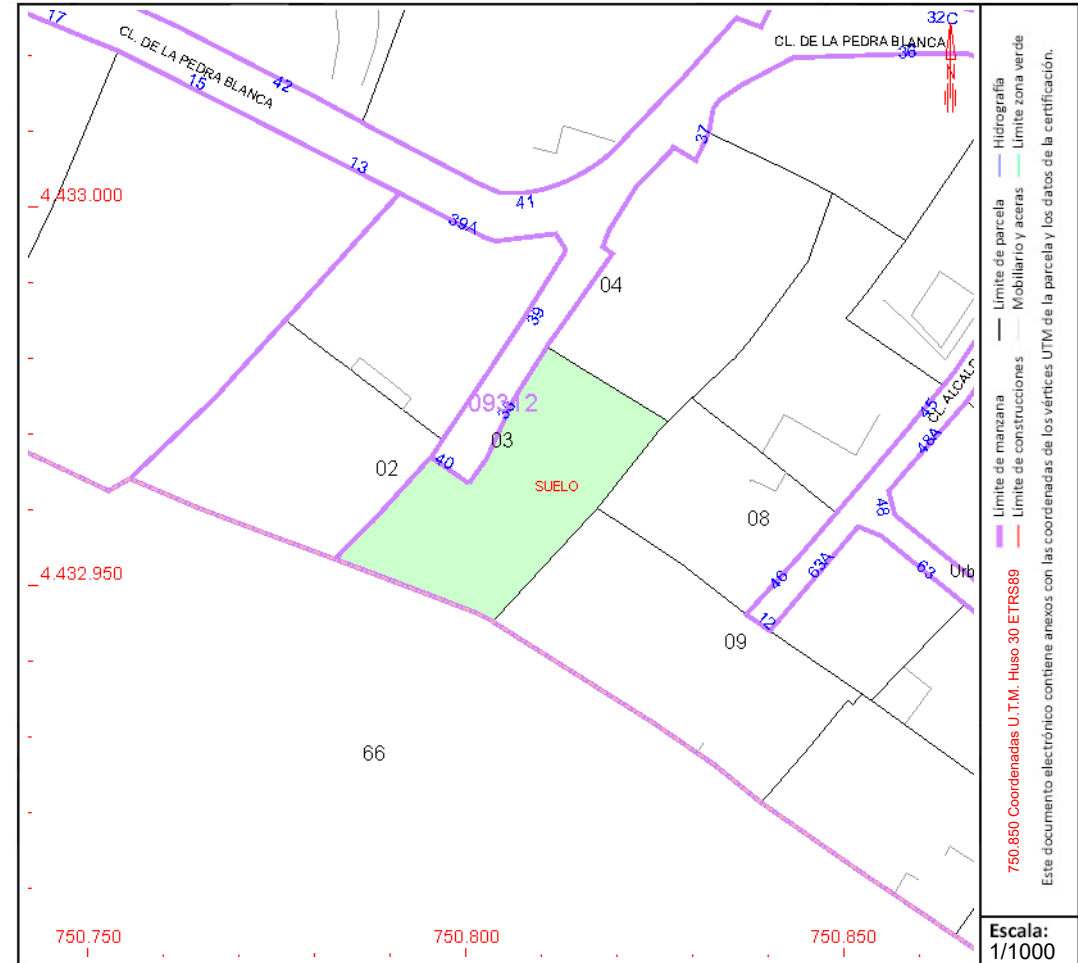 17
CL. DE LA PEDRA BLANCA
15
42
13
39A
41
32C
CL. DE LA PEDRA BLANCA
36
N
37
4.433.000
04
39
09312
03
40
02
SUELO
45
CL. ALCALD
48A
48
08
46
63A
63
Urb
12
09
4.432.950
66
750.750
750.800
750.850
750.850 Coordenadas U.T.M. Huso 30 ETRS89
Límite de manzana
Límite de construcciones
Límite de parcela
Mobiliario y aceras
Hidrografía
Límite zona verde
Este documento electrónico contiene anexos con las coordenadas de los vértices UTM de la parcela y los datos de la certificación.
Escala:
1/1000